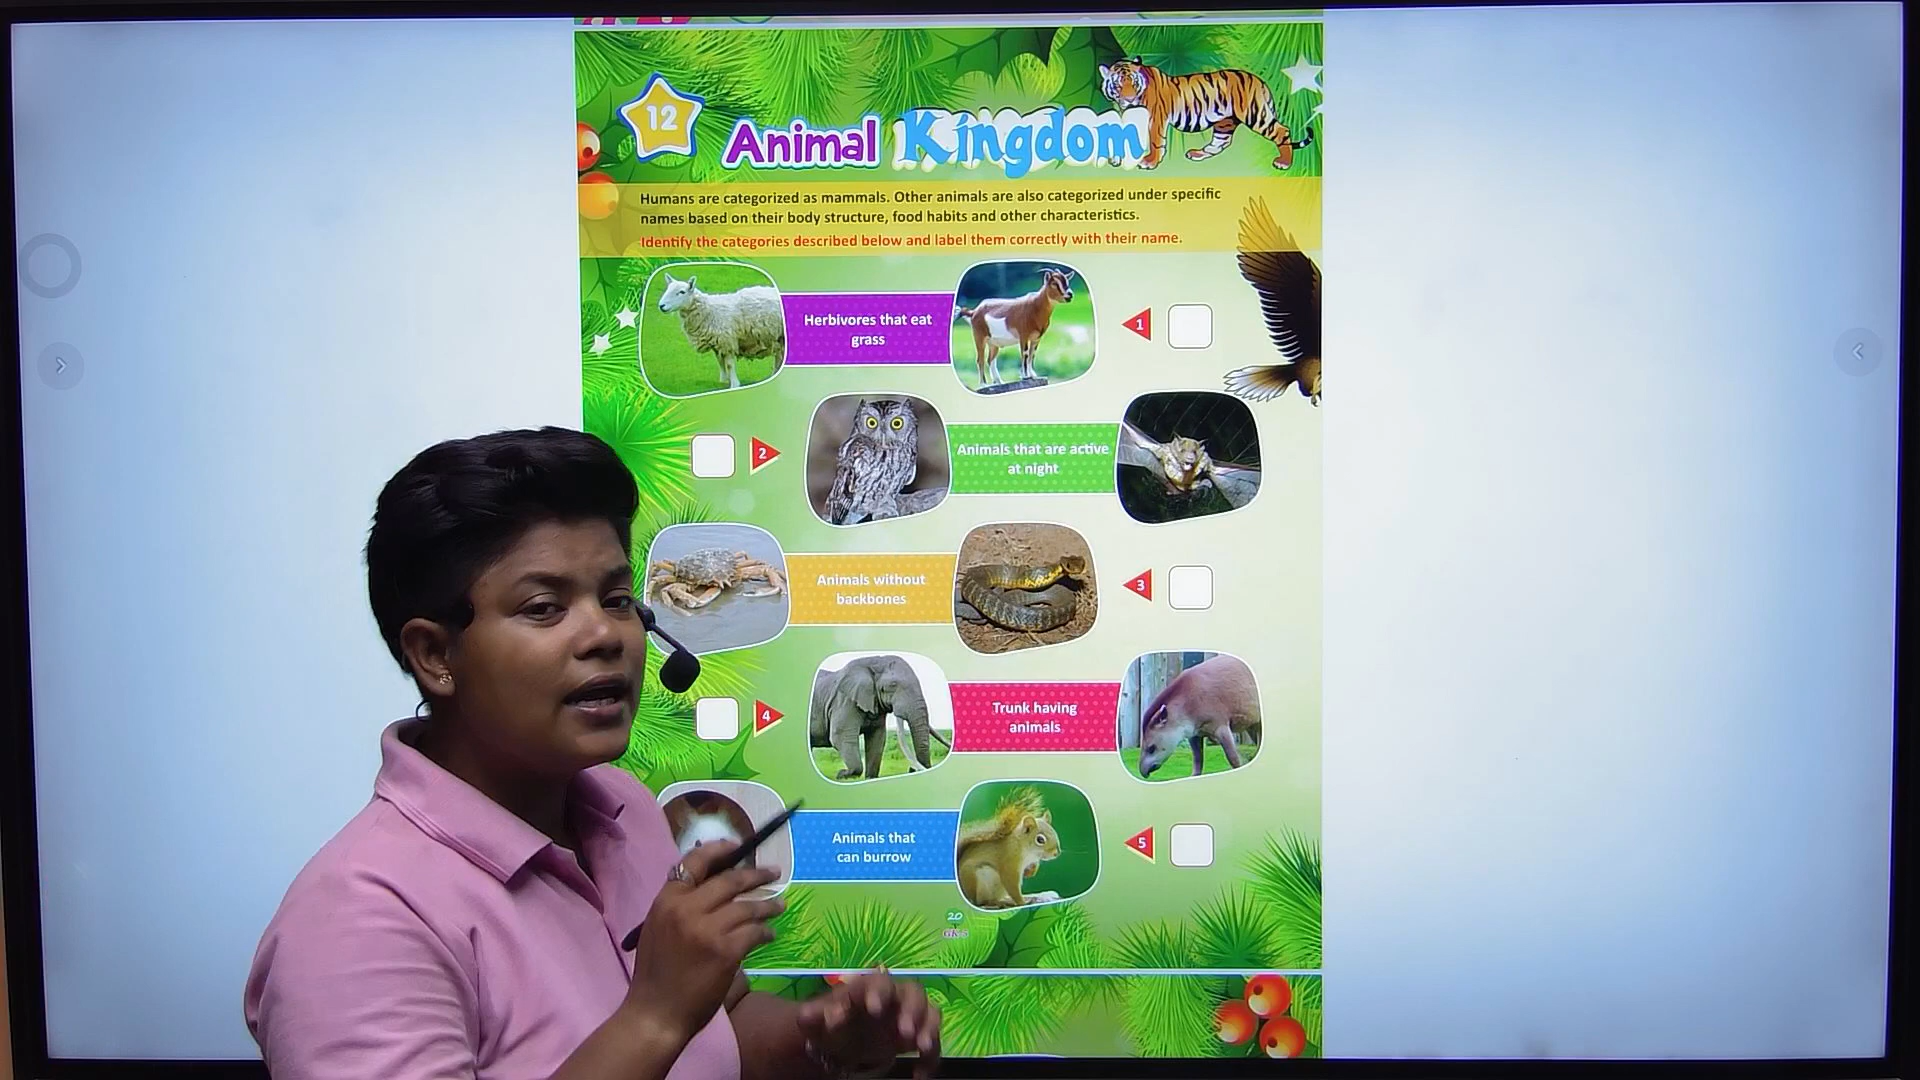 12
Animal Kingdom
Humans are categorized as mammals. Other animals are also categorized under specific
names based on their body structure, food habits and other characteristics.
Identify the categories described below and label them correctly with their name.
Herbivores that eat
grass
1
2
Animals that are active
at night
Animals without
backbones
3
4
Trunk having
animals
Animals that
can burrow
5
20
GK-5